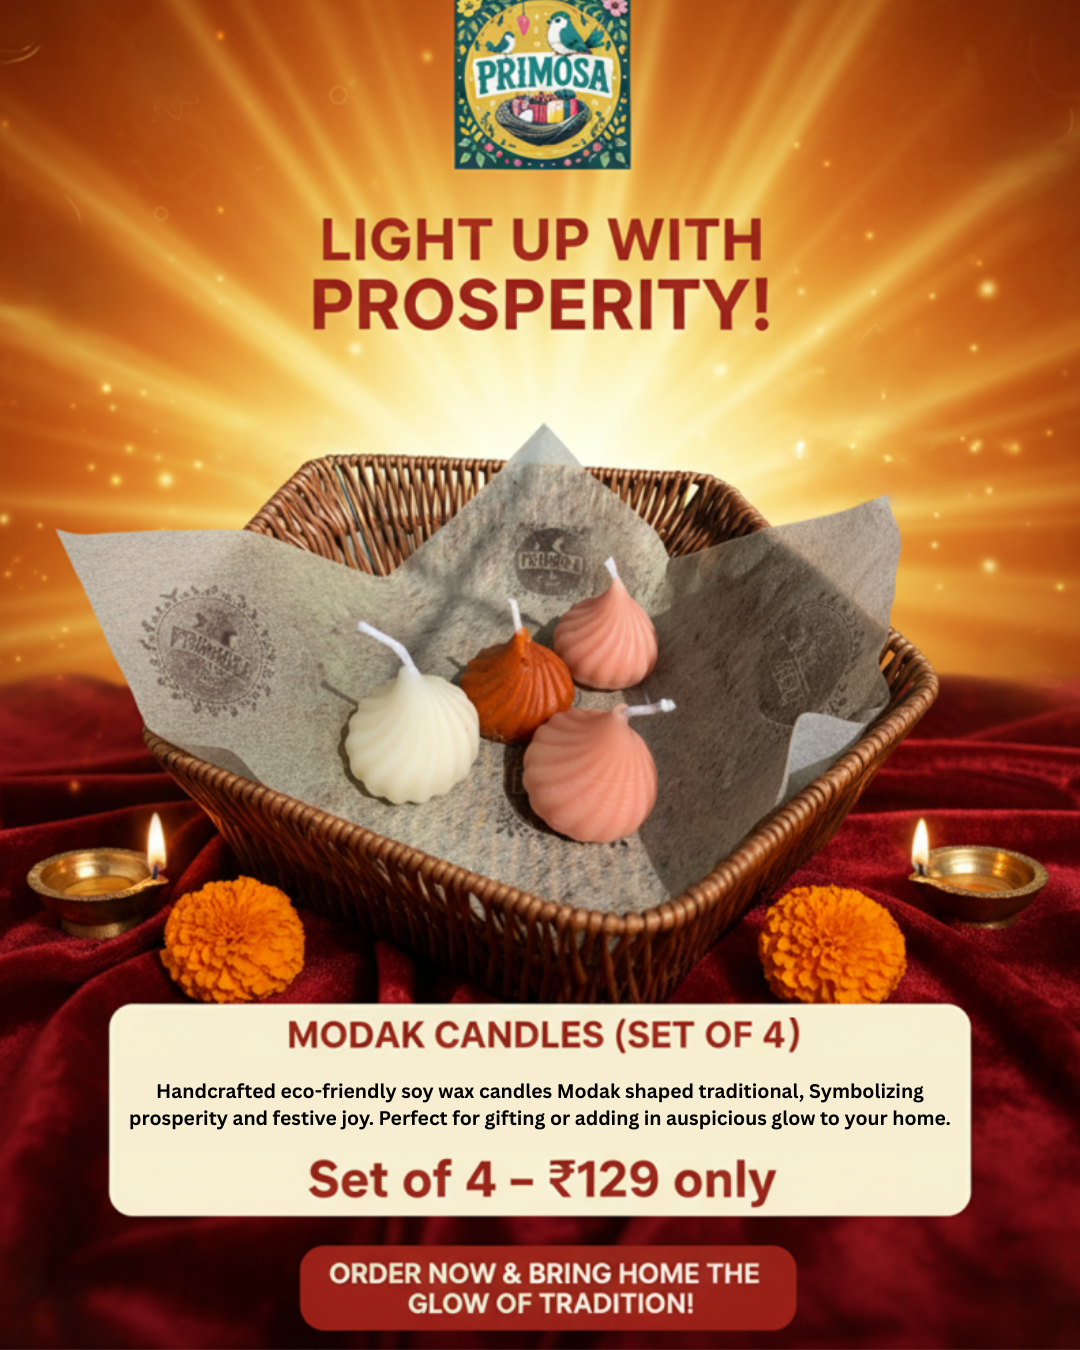 PRIMOSA
LIGHT UP WITH
PROSPERITY!
PRIMOSA
PRIMOSA
MODAK CANDLES (SET OF 4)
Handcrafted eco-friendly soy wax candles Modak shaped traditional, Symbolizing
prosperity and festive joy. Perfect for gifting or adding in auspicious glow to your home.
Set of 4 – ₹129 only
ORDER NOW & BRING HOME THE
GLOW OF TRADITION!